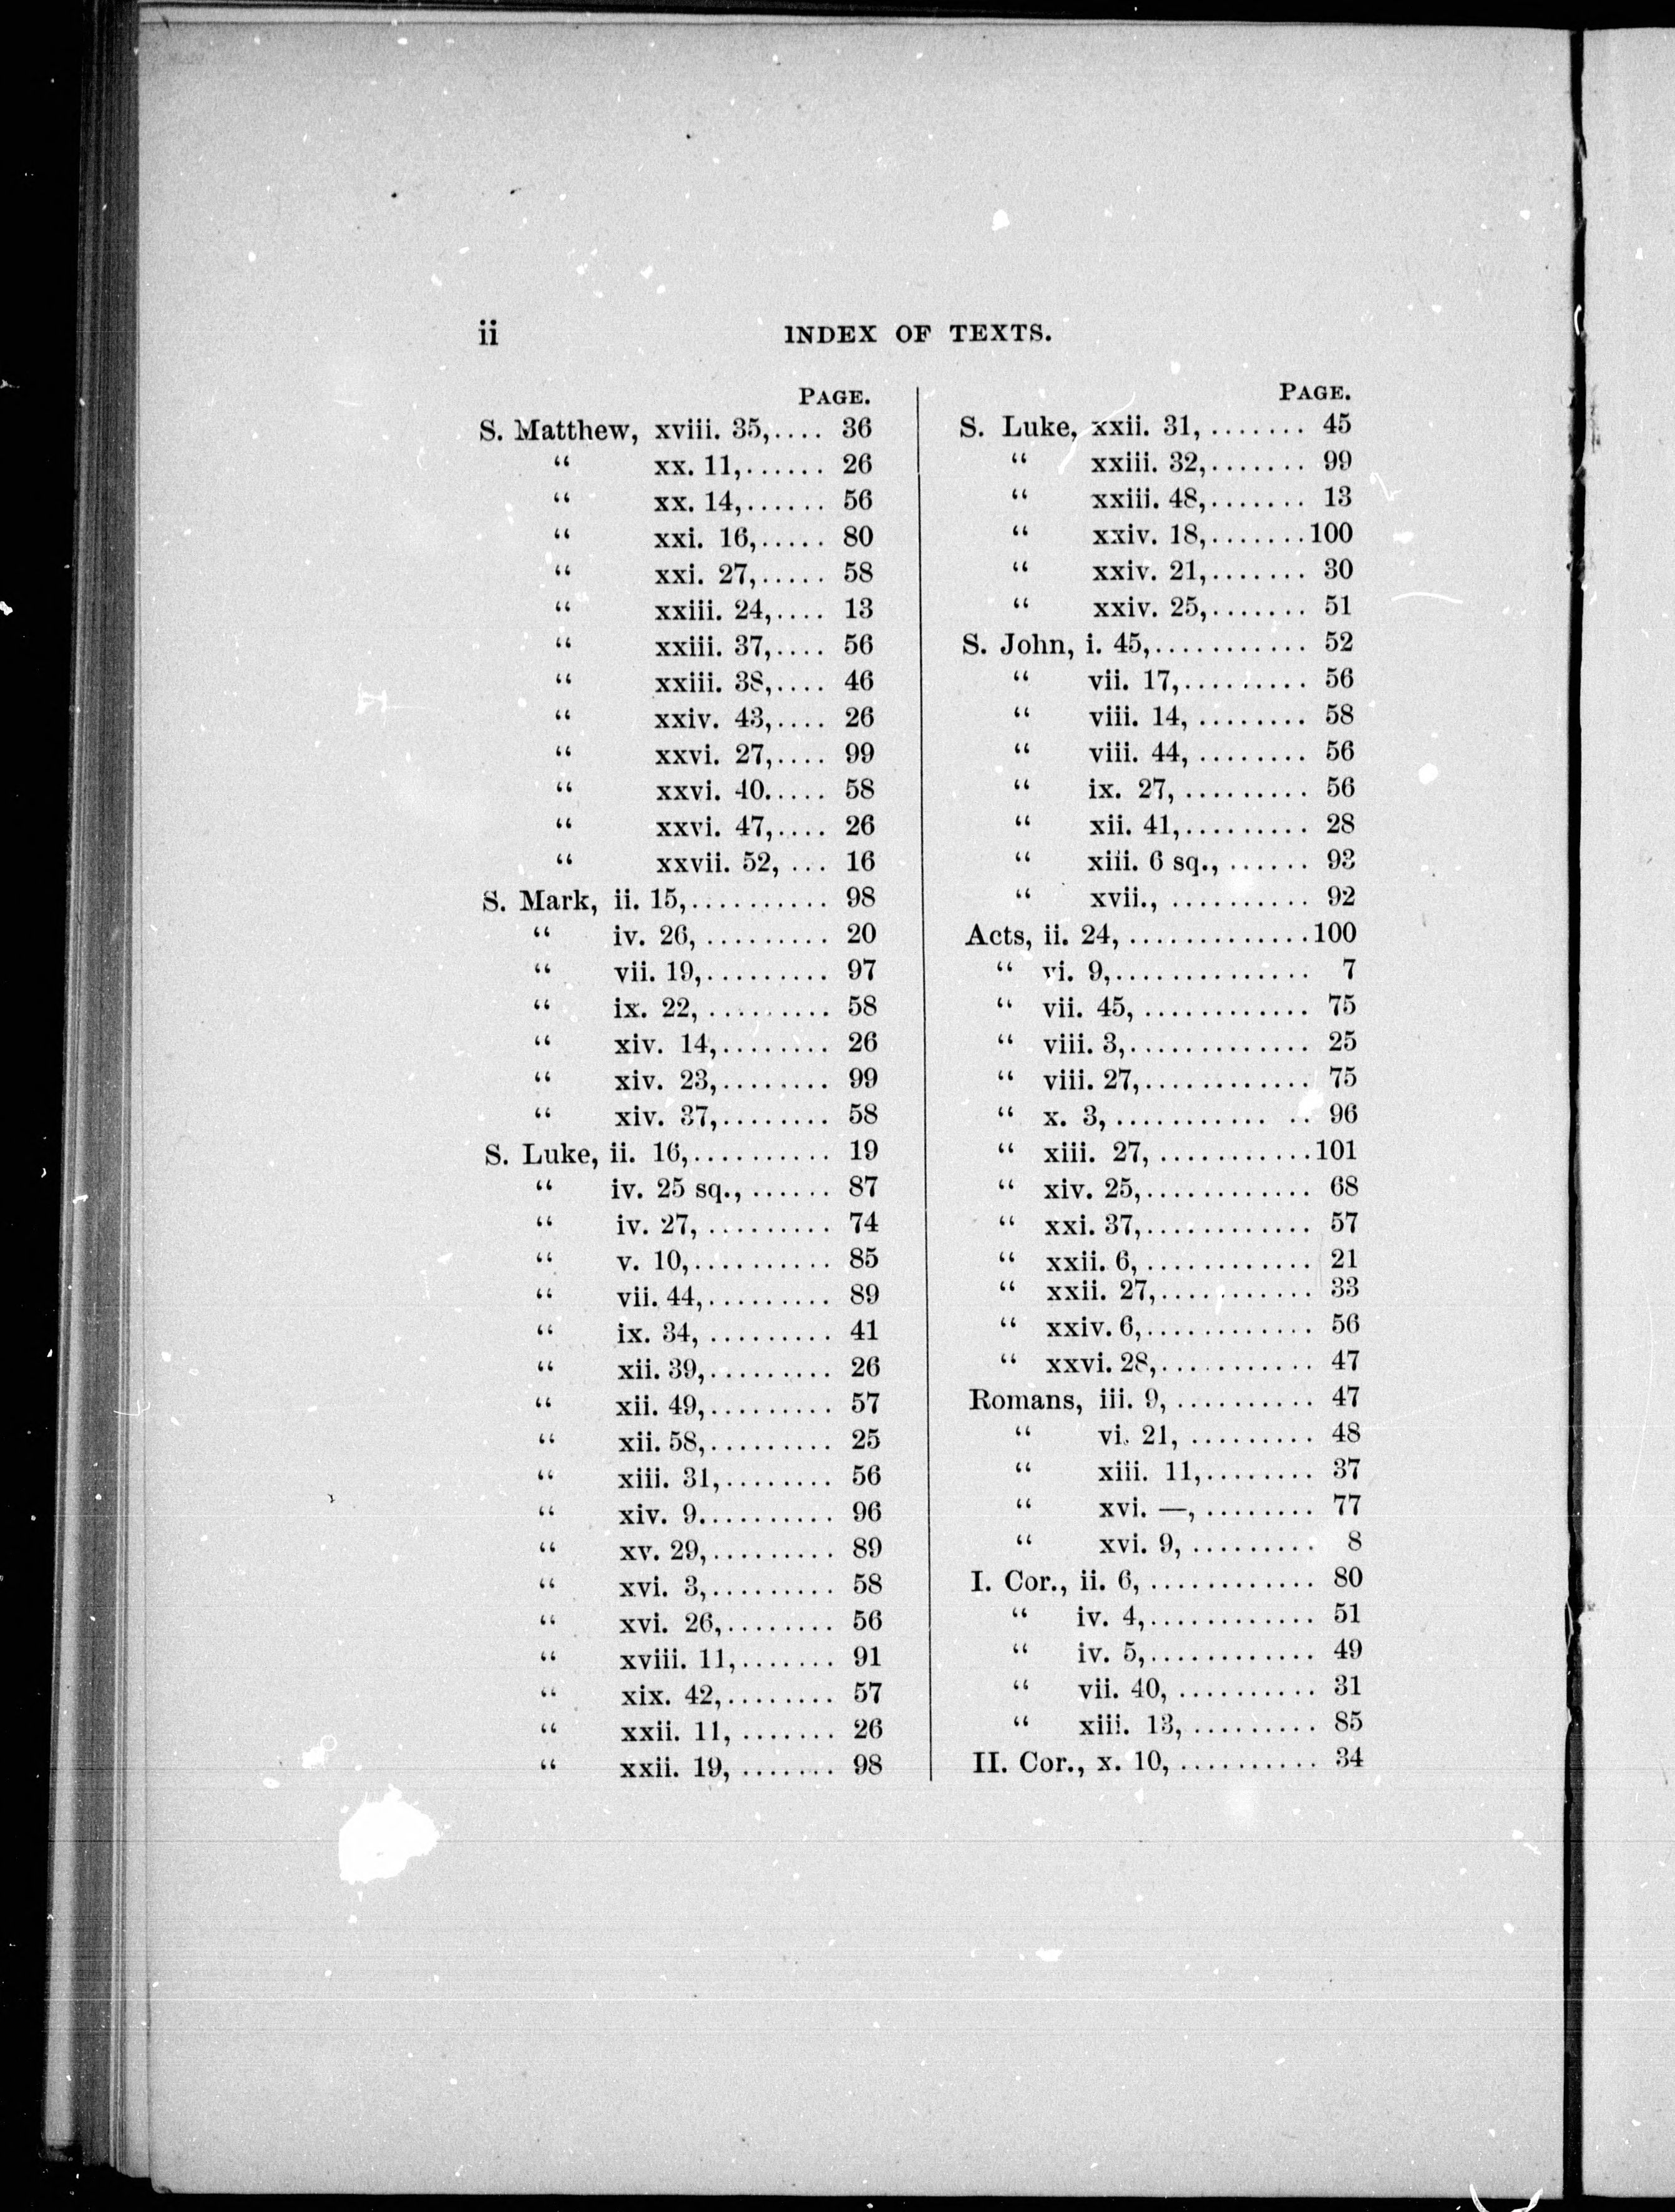 ii INDEX OF TEXTS.
PAGE.
S. Matthew, xviii. 35,.... 36
“ xx. 11,...... 26
“ xx. 14,...... 56
“ xxi. 16,..... 80
“ xxi. 27,..... 58
“ xxiii. 24,.... 13
“ xxiii. 37,.... 56
“ xxiii. 38,.... 46
“ xxiv. 43,.... 26
“ xxvi. 27,.... 99
“ xxvi. 40..... 58
“ xxvi. 47,.... 26
“ xxvii. 52, ... 16
S. Mark, ii. 15,.......... 98
“ iv. 26, ......... 20
“ vii. 19,......... 97
“ ix. 22, ......... 58
“ xiv. 14,........ 26
“ xiv. 23,........ 99
“ xiv. 37,........ 58
S. Luke, ii. 16,.......... 19
“ iv. 25 sq., ...... 87
“ iv. 27, ......... 74
“ v. 10,.......... 85
“ vii. 44,......... 89
“ ix. 34, ......... 41
“ xii. 39,......... 26
“ xii. 49,......... 57
“ xii. 58,......... 25
“ xiii. 31,........ 56
“ xiv. 9.......... 96
“ xv. 29,......... 89
“ xvi. 3,......... 58
“ xvi. 26,........ 56
“ xviii. 11,....... 91
“ xix. 42,........ 57
“ xxii. 11, ....... 26
“ xxii. 19, ....... 98
PAGE.
S. Luke, xxii. 31, ....... 45
“ xxiii. 32,....... 99
“ xxiii. 48,....... 13
“ xxiv. 18,.......100
“ xxiv. 21,....... 30
“ xxiv. 25,....... 51
S. John, i. 45,........... 52
“ vii. 17,......... 56
“ viii. 14, ........ 58
“ viii. 44, ........ 56
“ ix. 27, ......... 56
“ xii. 41,......... 28
“ xiii. 6 sq., ...... 93
“ xvii., .......... 92
Acts, ii. 24, .............100
“ vi. 9,.............. 7
“ vii. 45, ............ 75
“ viii. 3,............. 25
“ viii. 27,............ 75
“ x. 3, ............ .. 96
“ xiii. 27, ...........101
“ xiv. 25,............ 68
“ xxi. 37,............ 57
“ xxii. 6, ............ 21
“ xxii. 27,........... 33
“ xxiv. 6,............ 56
“ xxvi. 28,........... 47
Romans, iii. 9, .......... 47
“ vi. 21, ......... 48
“ xiii. 11,........ 37
“ xvi. —, ........ 77
“ xvi. 9, ......... 8
I. Cor., ii. 6, ............ 80
“ iv. 4,............ 51
“ iv. 5,............ 49
“ vii. 40, .......... 31
“ xiii. 13, ......... 85
II. Cor., x. 10, .......... 34